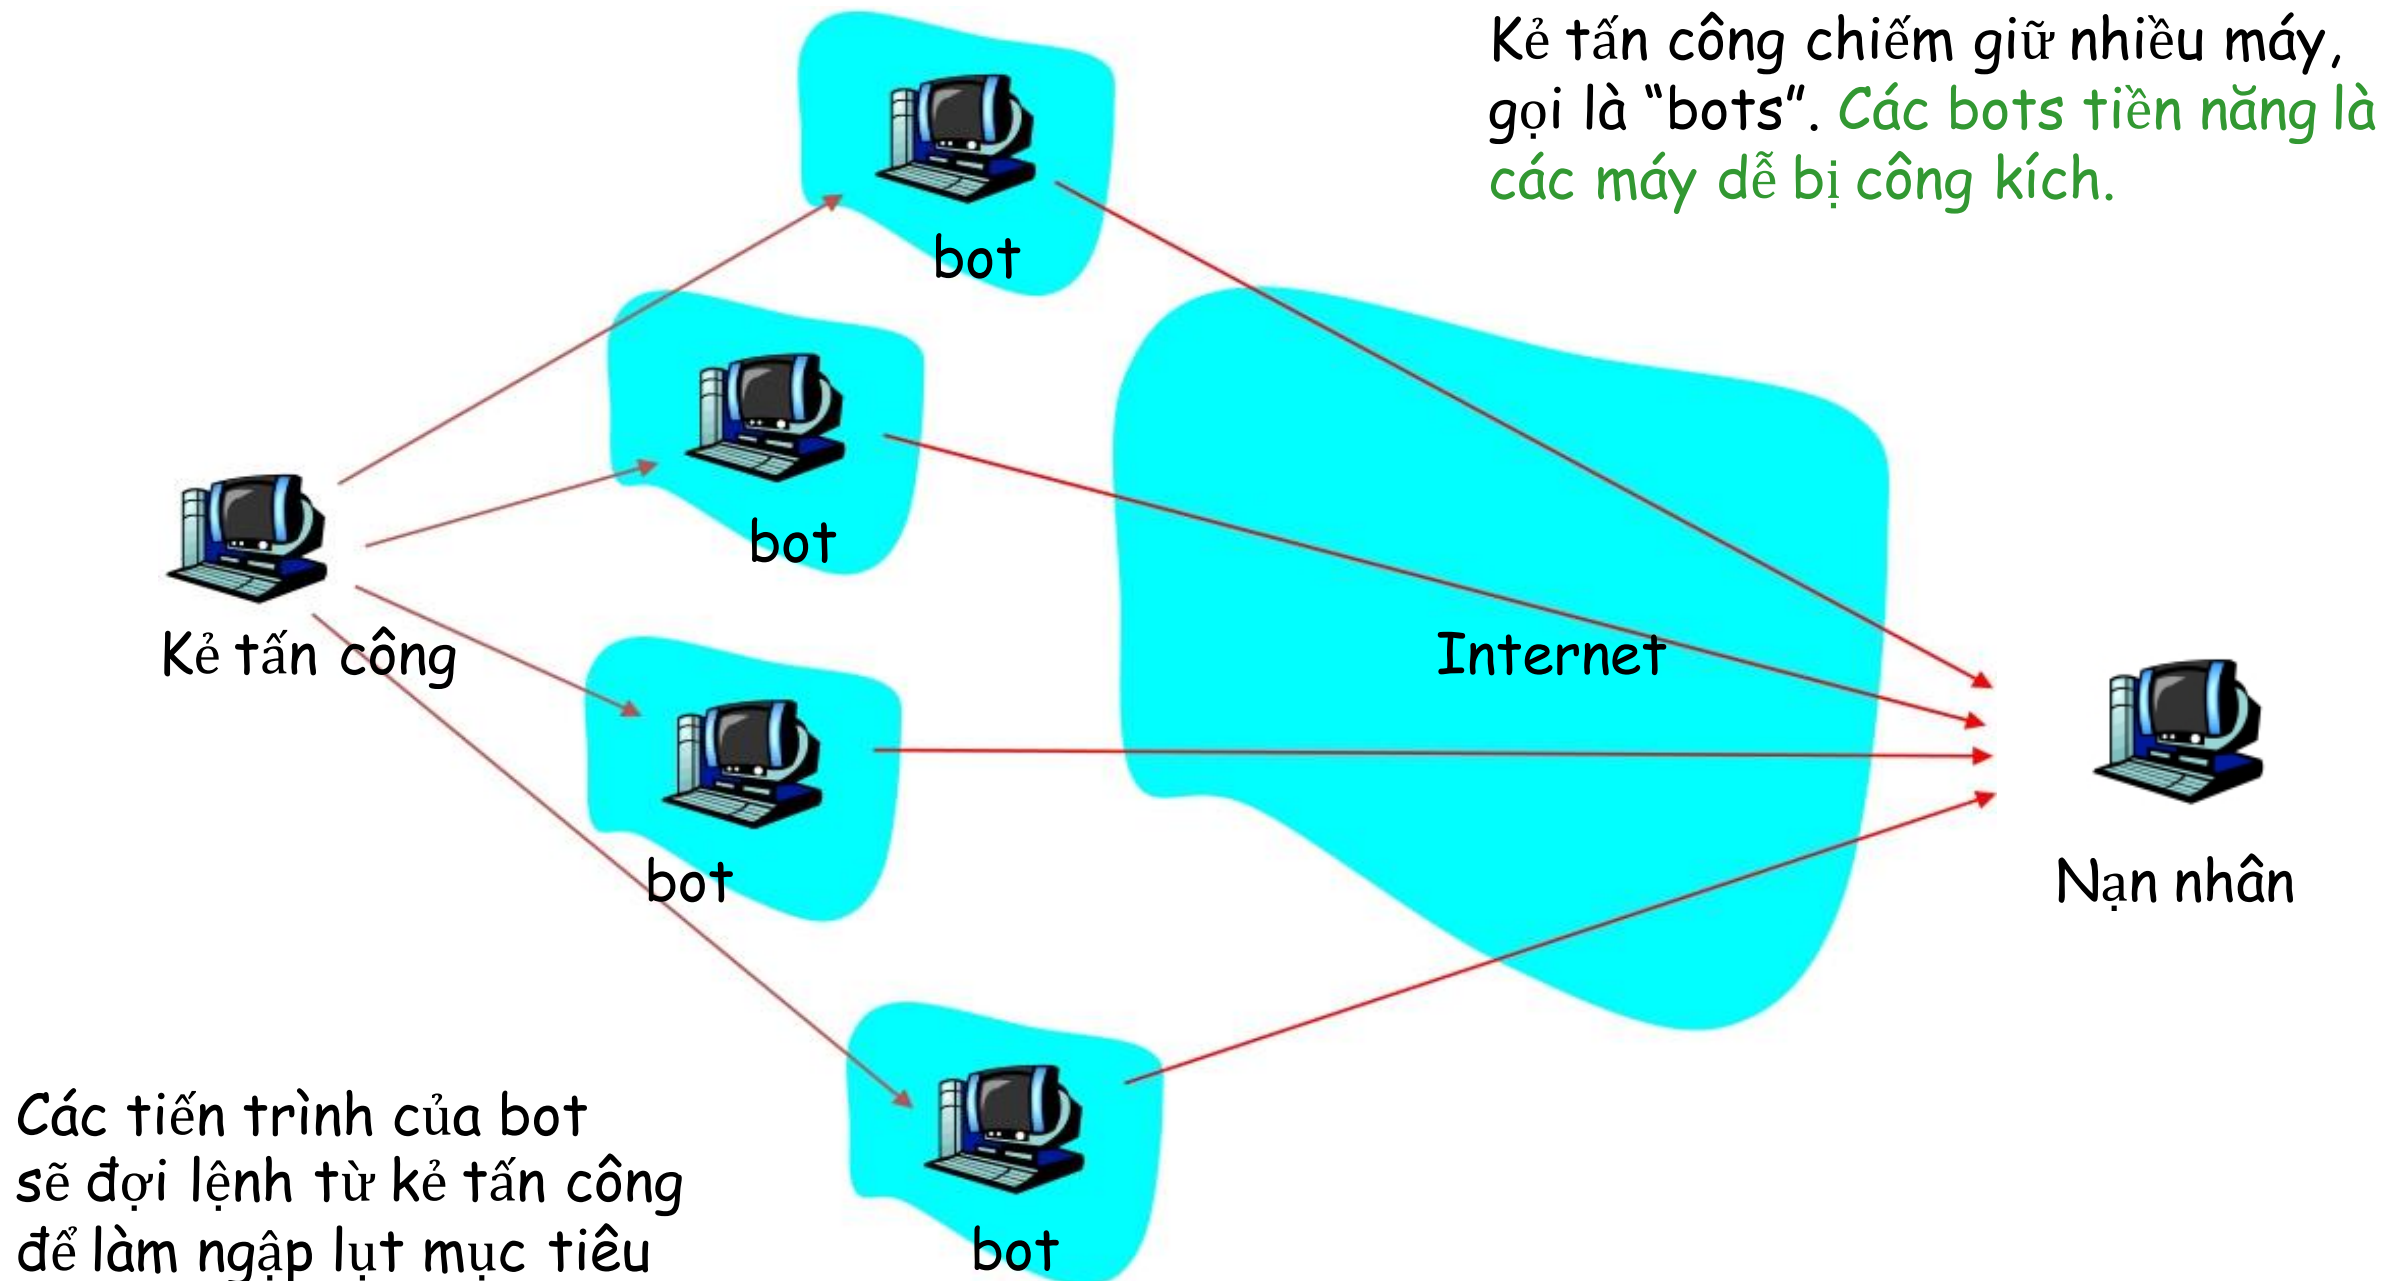 Kẻ tấn công chiếm giữ nhiều máy,
gọi là “bots”. Các bots tiền năng là
các máy dễ bị công kích.
bot
bot
Kẻ tấn công
Internet
bot
Nạn nhân
Các tiến trình của bot
sẽ đợi lệnh từ kẻ tấn công
để làm ngập lụt mục tiêu
bot